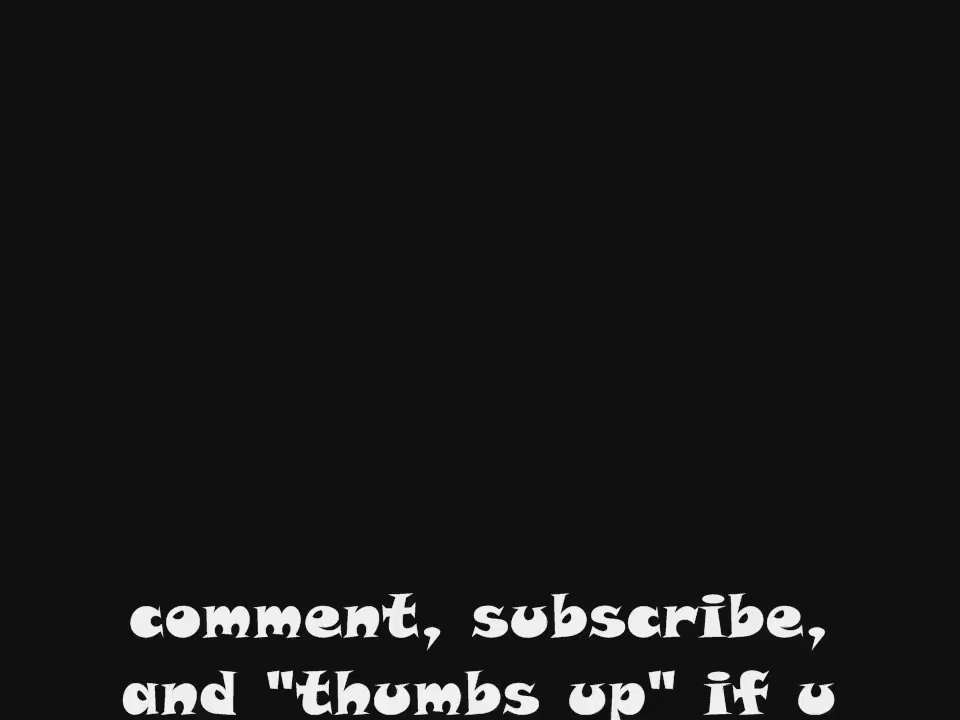 comment, subscribe,
and "thumbs up" if u